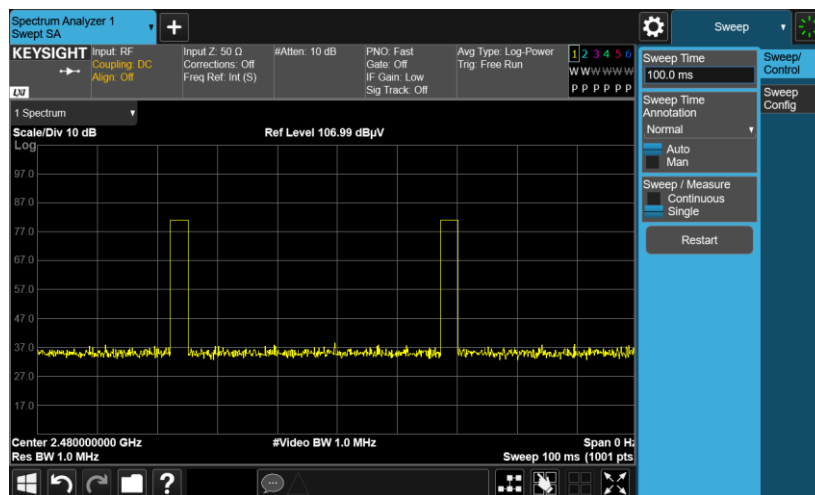 Spectrum Analyzer 1
Swept SA
Sweep
KEYSIGHT
LXI
Input: RF
Coupling: DC
Align: Off
Input Z: 50 Ω
Corrections: Off
Freq Ref: Int (S)
#Atten: 10 dB
PNO: Fast
Gate: Off
IF Gain: Low
Sig Track: Off
Avg Type: Log-Power
Trig: Free Run
1 2 3 4 5 6
W W W W W W
P P P P P P
1 Spectrum
Scale/Div 10 dB
Ref Level 106.99 dBµV
Log
97.0
87.0
77.0
67.0
57.0
47.0
37.0
27.0
17.0
Center 2.480000000 GHz
Res BW 1.0 MHz
#Video BW 1.0 MHz
Span 0 Hz
Sweep 100 ms (1001 pts
?
Sweep Time
100.0 ms
Sweep Time
Annotation
Normal
Auto
Man
Sweep / Measure
Continuous
Single
Restart
Sweep/
Control
Sweep
Config